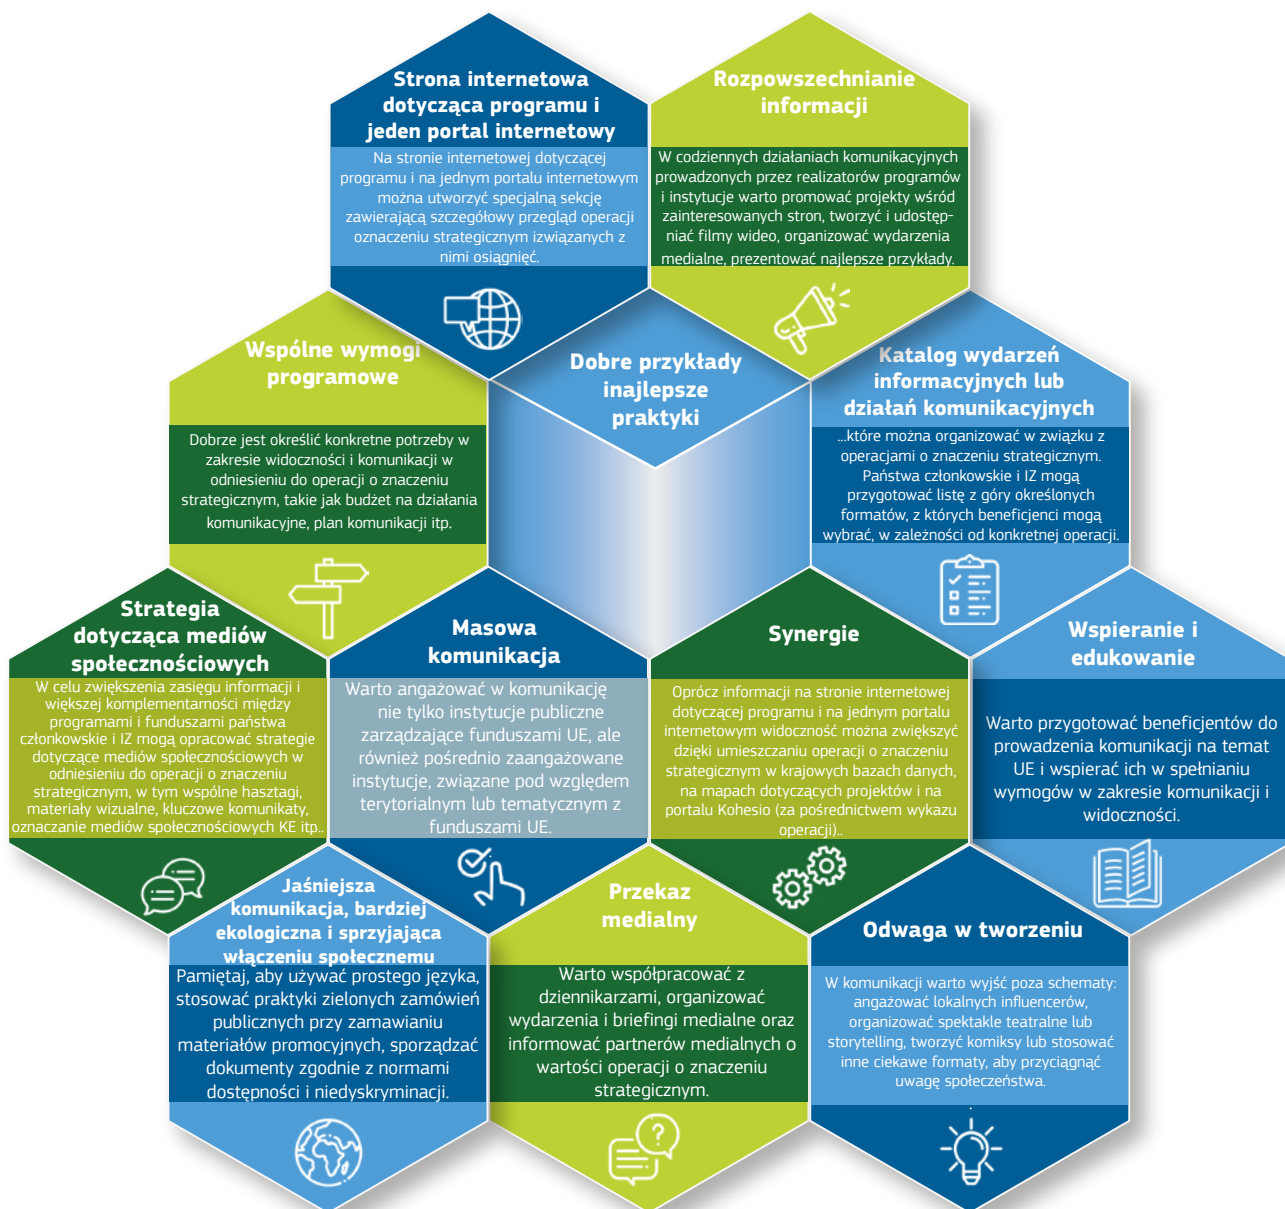 Strona internetowa
dotycząca programu i
jeden portal internetowy
Na stronie internetowej dotyczącej
programu i na jednym portalu internetowym
można utworzyć specjalną sekcję
zawierającą szczegółowy przegląd operacji
oznaczeniu strategicznym izwiązanych z
nimi osiągnięć.
Rozpowszechnianie
informacji
W codziennych działaniach komunikacyjnych
prowadzonych przez realizatorów programów
i instytucje warto promować projekty wśród
zainteresowanych stron, tworzyć i udostęp-
niać filmy wideo, organizować wydarzenia
medialne, prezentować najlepsze przykłady.
Wspólne wymogi
programowe
Dobrze jest określić konkretne potrzeby w
zakresie widoczności i komunikacji w
odniesieniu do operacji o znaczeniu
strategicznym, takie jak budżet na działania
komunikacyjne, plan komunikacji itp.
Dobre przykłady
inajlepsze
praktyki
Katalog wydarzeń
informacyjnych lub
działań komunikacyjnych
...które można organizować w związku z
operacjami o znaczeniu strategicznym.
Państwa członkowskie i IZ mogą
przygotować listę z góry określonych
formatów, z których beneficjenci mogą
wybrać, w zależności od konkretnej operacji.
Strategia
dotycząca mediów
społecznościowych
W celu zwiększenia zasięgu informacji i
większej komplementarności między
programami i funduszami państwa
członkowskie i IZ mogą opracować strategie
dotyczące mediów społecznościowych w
odniesieniu do operacji o znaczeniu
strategicznym, w tym wspólne hasztagi,
materiały wizualne, kluczowe komunikaty,
oznaczanie mediów społecznościowych KE itp..
Masowa
komunikacja
Warto angażować w komunikację
nie tylko instytucje publiczne
zarządzające funduszami UE, ale
również pośrednio zaangażowane
instytucje, związane pod względem
terytorialnym lub tematycznym z
funduszami UE.
Synergie
Oprócz informacji na stronie internetowej
dotyczącej programu i na jednym portalu
internetowym widoczność można zwiększyć
dzięki umieszczaniu operacji o znaczeniu
strategicznym w krajowych bazach danych,
na mapach dotyczących projektów i na
portalu Kohesio (za pośrednictwem wykazu
operacji)..
Wspieranie i
edukowanie
Warto przygotować beneficjentów do
prowadzenia komunikacji na temat
UE i wspierać ich w spełnianiu
wymogów w zakresie komunikacji i
widoczności.
Jaśniejsza
komunikacja, bardziej
ekologiczna i sprzyjająca
włączeniu społecznemu
Pamiętaj, aby używać prostego języka,
stosować praktyki zielonych zamówień
publicznych przy zamawianiu
materiałów promocyjnych, sporządzać
dokumenty zgodnie z normami
dostępności i niedyskryminacji.
Przekaz
medialny
Warto współpracować z
dziennikarzami, organizować
wydarzenia i briefingi medialne oraz
informować partnerów medialnych o
wartości operacji o znaczeniu
strategicznym.
Odwaga w tworzeniu
W komunikacji warto wyjść poza schematy:
angażować lokalnych influencerów,
organizować spektakle teatralne lub
storytelling, tworzyć komiksy lub stosować
inne ciekawe formaty, aby przyciągnąć
uwagę społeczeństwa.